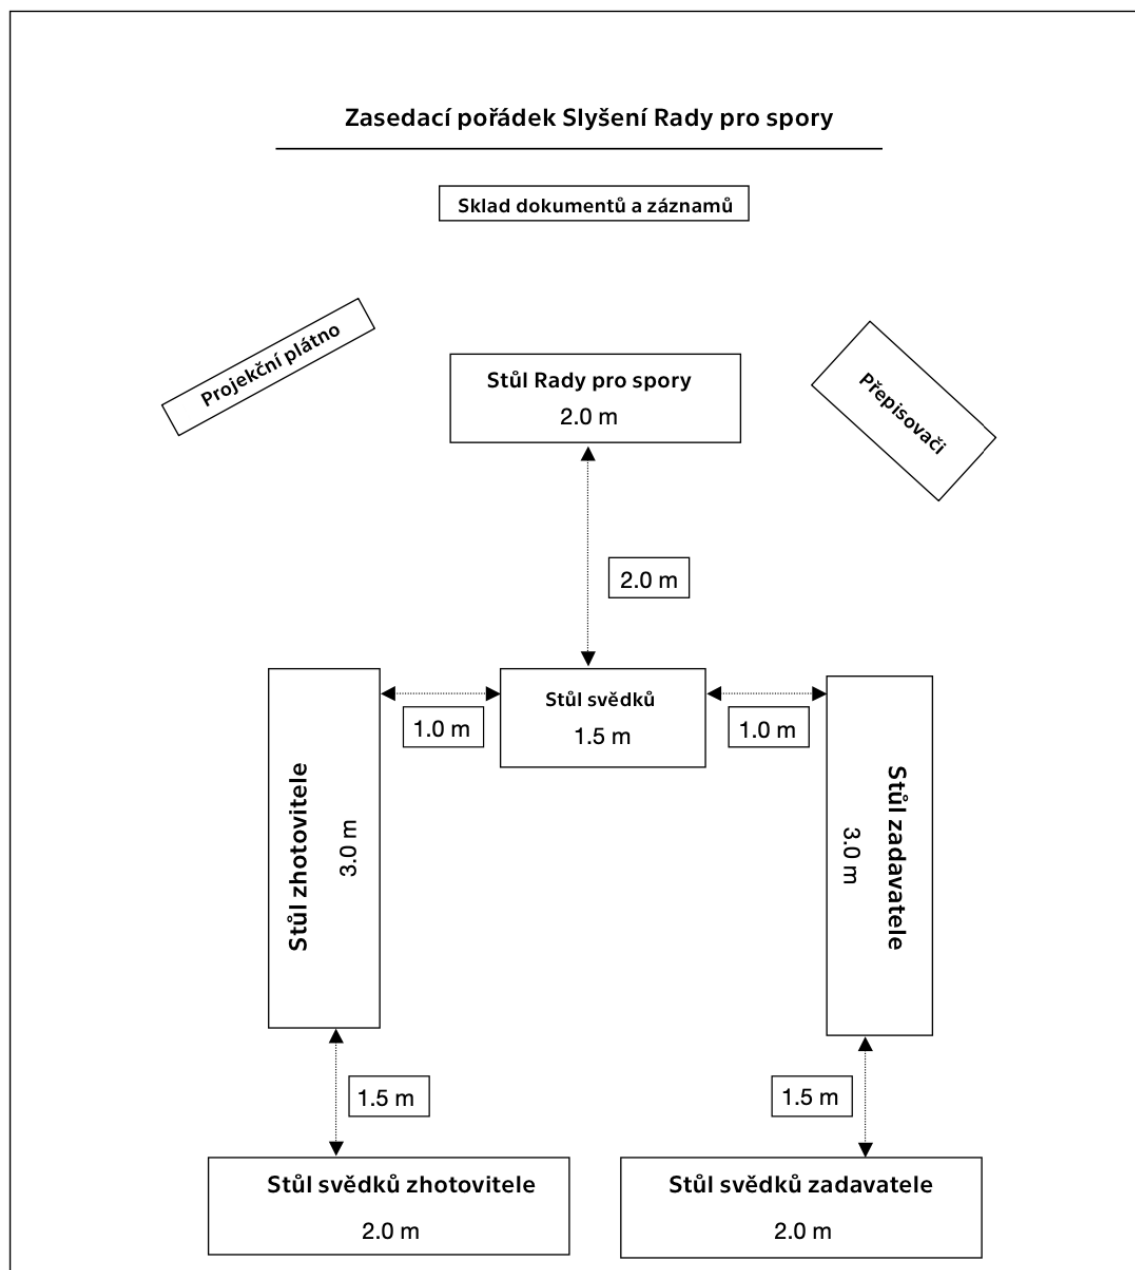 Zasedací pořádek Slyšení Rady pro spory
Sklad dokumentů a záznamů
Projekční plátno
Stůl Rady pro spory
2.0 m
Přepisovači
2.0 m
Stůl zhotovitele
3.0 m
1.0 m
Stůl svědků
1.5 m
1.0 m
Stůl zadavatele
3.0 m
1.5 m
1.5 m
Stůl svědků zhotovitele
2.0 m
Stůl svědků zadavatele
2.0 m